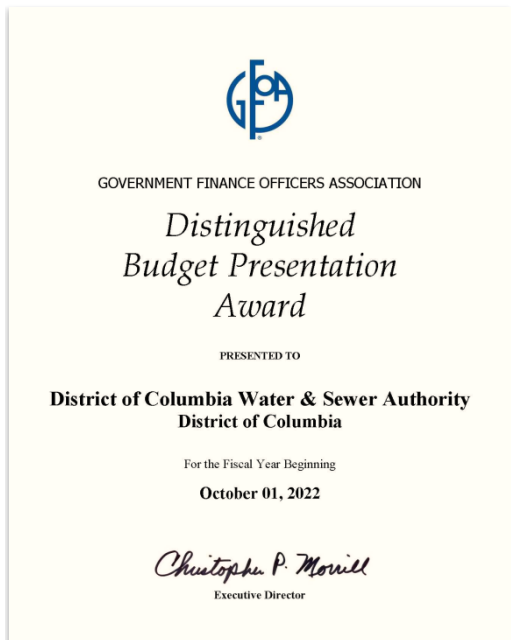 GFOA
GOVERNMENT FINANCE OFFICERS ASSOCIATION
Distinguished
Budget Presentation
Award
PRESENTED TO
District of Columbia Water & Sewer Authority
District of Columbia
For the Fiscal Year Beginning
October 01, 2022
Christopher P. Morrill
Executive Director